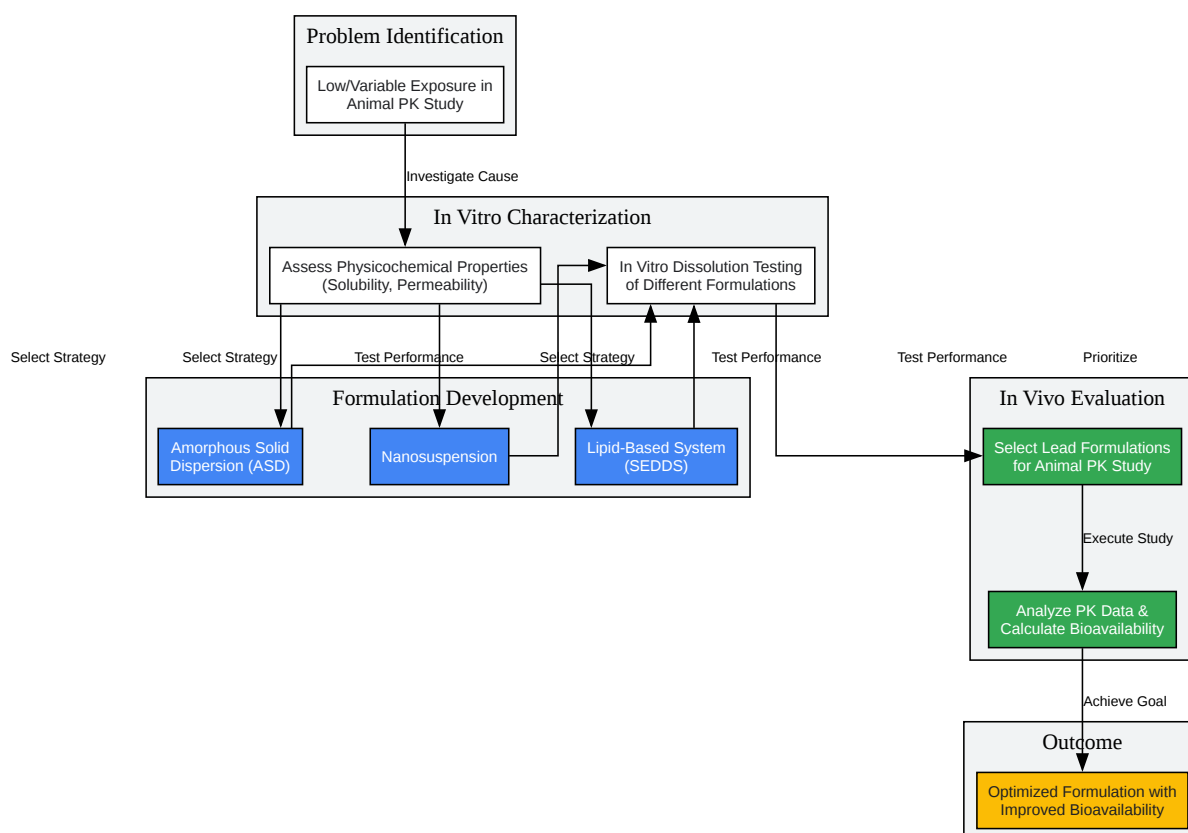 Problem Identification
Low/Variable Exposure in
Animal PK Study
Investigate Cause
In Vitro Characterization
Assess Physicochemical Properties
(Solubility, Permeability)
In Vitro Dissolution Testing
of Different Formulations
Select Strategy
Select Strategy
Test Performance
Select Strategy
Test Performance
Test Performance
Prioritize
Formulation Development
In Vivo Evaluation
Amorphous Solid
Dispersion (ASD)
Nanosuspension
Lipid-Based System
(SEDDS)
Select Lead Formulations
for Animal PK Study
Execute Study
Analyze PK Data &
Calculate Bioavailability
Achieve Goal
Outcome
Optimized Formulation with
Improved Bioavailability